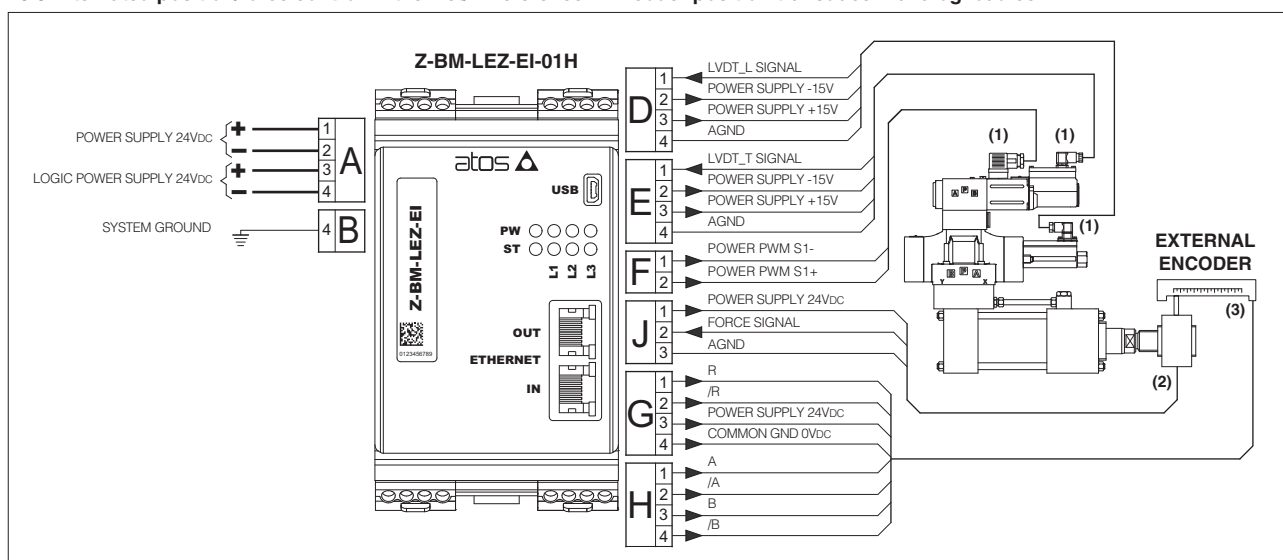 Z-BM-LEZ-EI-01H
POWER SUPPLY 24VDC
+
–
LOGIC POWER SUPPLY 24VDC
+
–
1
2
3
4
A
SYSTEM GROUND
4
B
atos
USB
PW
ST
L1
L2
L3
Z-BM-LEZ-EI
0123456789
OUT
ETHERNET
IN
D
1
LVDT_L SIGNAL
2
POWER SUPPLY -15V
3
POWER SUPPLY +15V
4
AGND
E
1
LVDT_T SIGNAL
2
POWER SUPPLY -15V
3
POWER SUPPLY +15V
4
AGND
F
1
POWER PWM S1-
2
POWER PWM S1+
J
1
POWER SUPPLY 24VDC
2
FORCE SIGNAL
3
AGND
G
1
R
2
/R
3
POWER SUPPLY 24VDC
4
COMMON GND 0VDC
H
1
A
2
/A
3
B
4
/B
(1)
(1)
(1)
A P B
B P A
Y
X
EXTERNAL
ENCODER
(3)
(2)